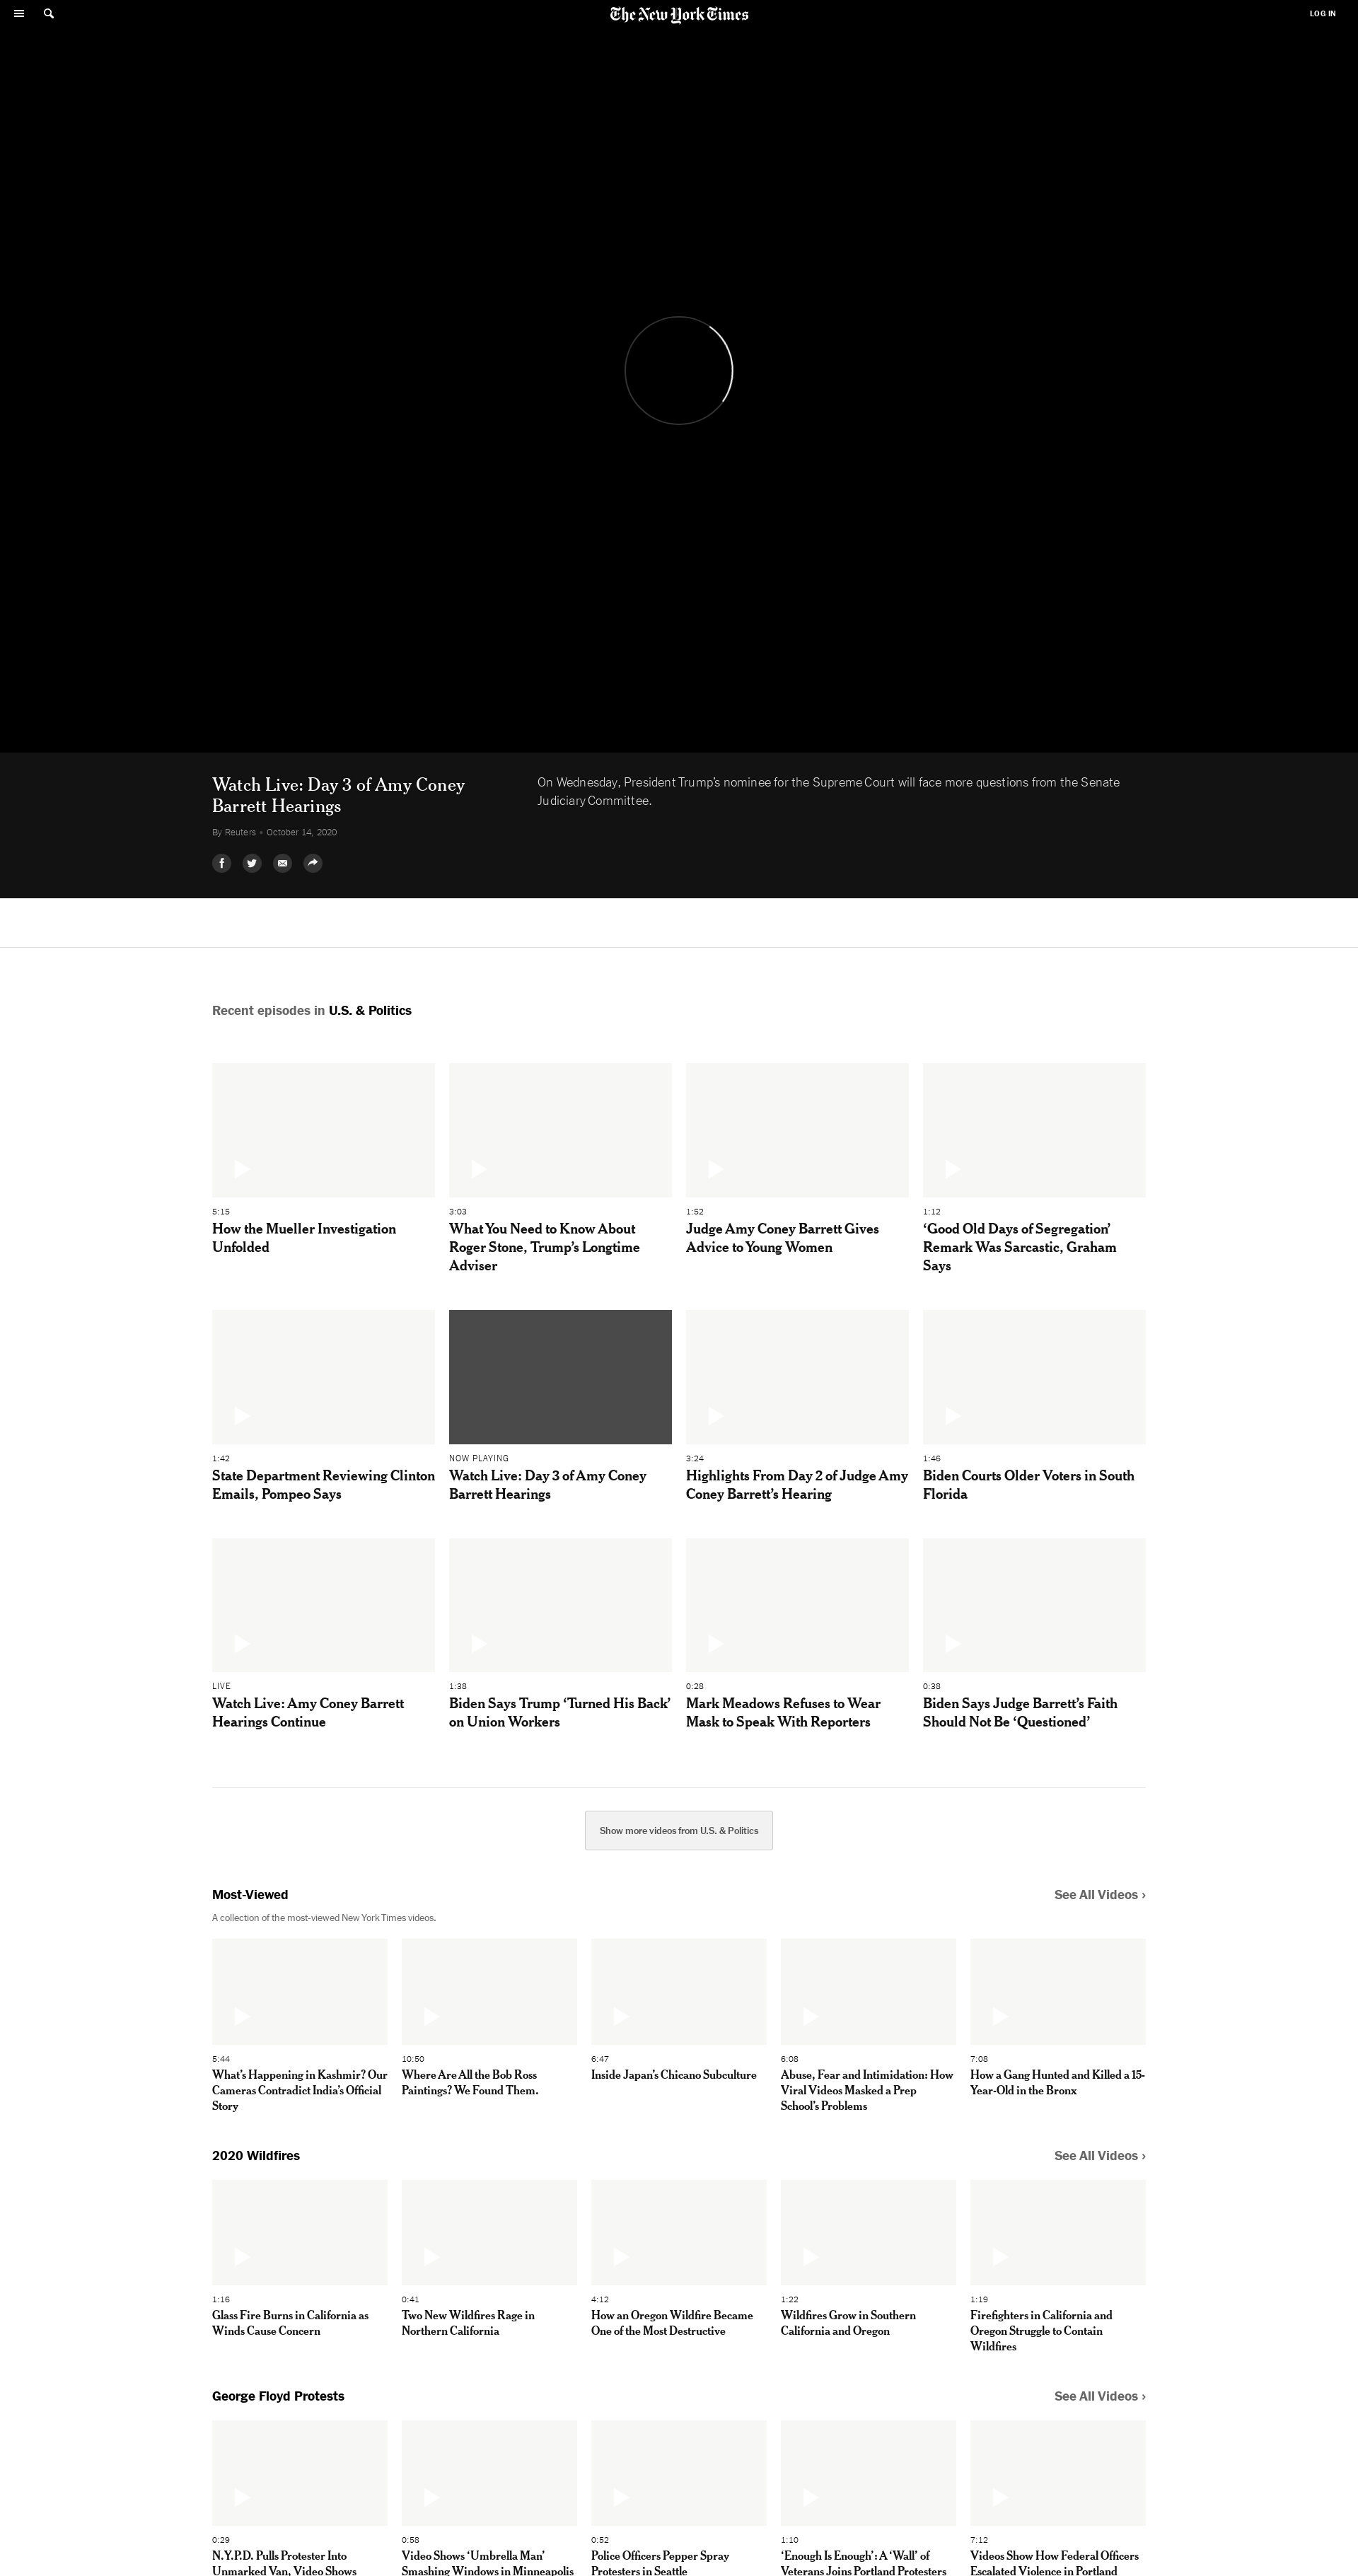 The New York Times
LOG IN
Watch Live: Day 3 of Amy Coney
Barrett Hearings
On Wednesday, President Trump’s nominee for the Supreme Court will face more questions from the Senate
Judiciary Committee.
By Reuters • October 14, 2020
Recent episodes in U.S. & Politics
5:15
How the Mueller Investigation
Unfolded
3:03
What You Need to Know About
Roger Stone, Trump’s Longtime
Adviser
1:52
Judge Amy Coney Barrett Gives
Advice to Young Women
1:12
‘Good Old Days of Segregation’
Remark Was Sarcastic, Graham
Says
1:42
State Department Reviewing Clinton
Emails, Pompeo Says
NOW PLAYING
Watch Live: Day 3 of Amy Coney
Barrett Hearings
3:24
Highlights From Day 2 of Judge Amy
Coney Barrett’s Hearing
1:46
Biden Courts Older Voters in South
Florida
LIVE
Watch Live: Amy Coney Barrett
Hearings Continue
1:38
Biden Says Trump ‘Turned His Back’
on Union Workers
0:28
Mark Meadows Refuses to Wear
Mask to Speak With Reporters
0:38
Biden Says Judge Barrett’s Faith
Should Not Be ‘Questioned’
Show more videos from U.S. & Politics
Most-Viewed
See All Videos ›
A collection of the most-viewed New York Times videos.
5:44
What’s Happening in Kashmir? Our
Cameras Contradict India’s Official
Story
10:50
Where Are All the Bob Ross
Paintings? We Found Them.
6:47
Inside Japan’s Chicano Subculture
6:08
Abuse, Fear and Intimidation: How
Viral Videos Masked a Prep
School’s Problems
7:08
How a Gang Hunted and Killed a 15-
Year-Old in the Bronx
2020 Wildfires
See All Videos ›
1:16
Glass Fire Burns in California as
Winds Cause Concern
0:41
Two New Wildfires Rage in
Northern California
4:12
How an Oregon Wildfire Became
One of the Most Destructive
1:22
Wildfires Grow in Southern
California and Oregon
1:19
Firefighters in California and
Oregon Struggle to Contain
Wildfires
George Floyd Protests
See All Videos ›
0:29
N.Y.P.D. Pulls Protester Into
Unmarked Van, Video Shows
0:58
Video Shows ‘Umbrella Man’
Smashing Windows in Minneapolis
0:52
Police Officers Pepper Spray
Protesters in Seattle
1:10
‘Enough Is Enough’: A ‘Wall’ of
Veterans Joins Portland Protesters
7:12
Videos Show How Federal Officers
Escalated Violence in Portland